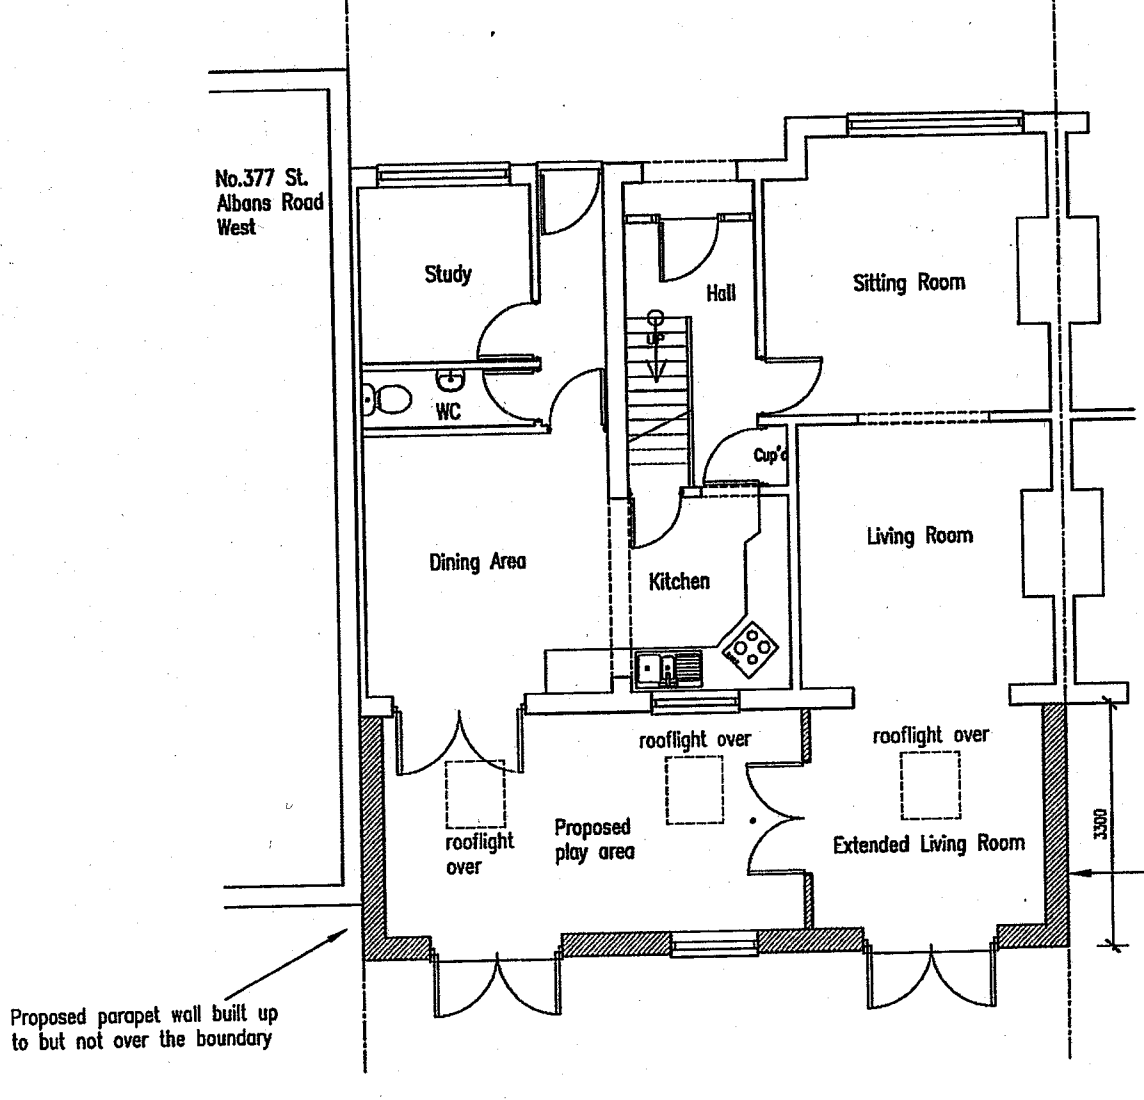 No.377 St.
Albans Road
West
Study
Hall
Sitting Room
UP
WC
Cup'd
Dining Area
Kitchen
Living Room
rooflight over
rooflight over
rooflight
over
Proposed
play area
Extended Living Room
3300
Proposed parapet wall built up
to but not over the boundary